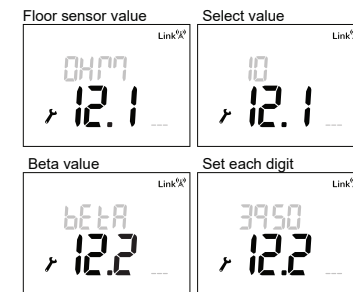 Floor sensor value
Link
OHM
12.1
Select value
Link
10
12.1
Beta value
Link
bEtA
12.2
Set each digit
Link
3950
12.2